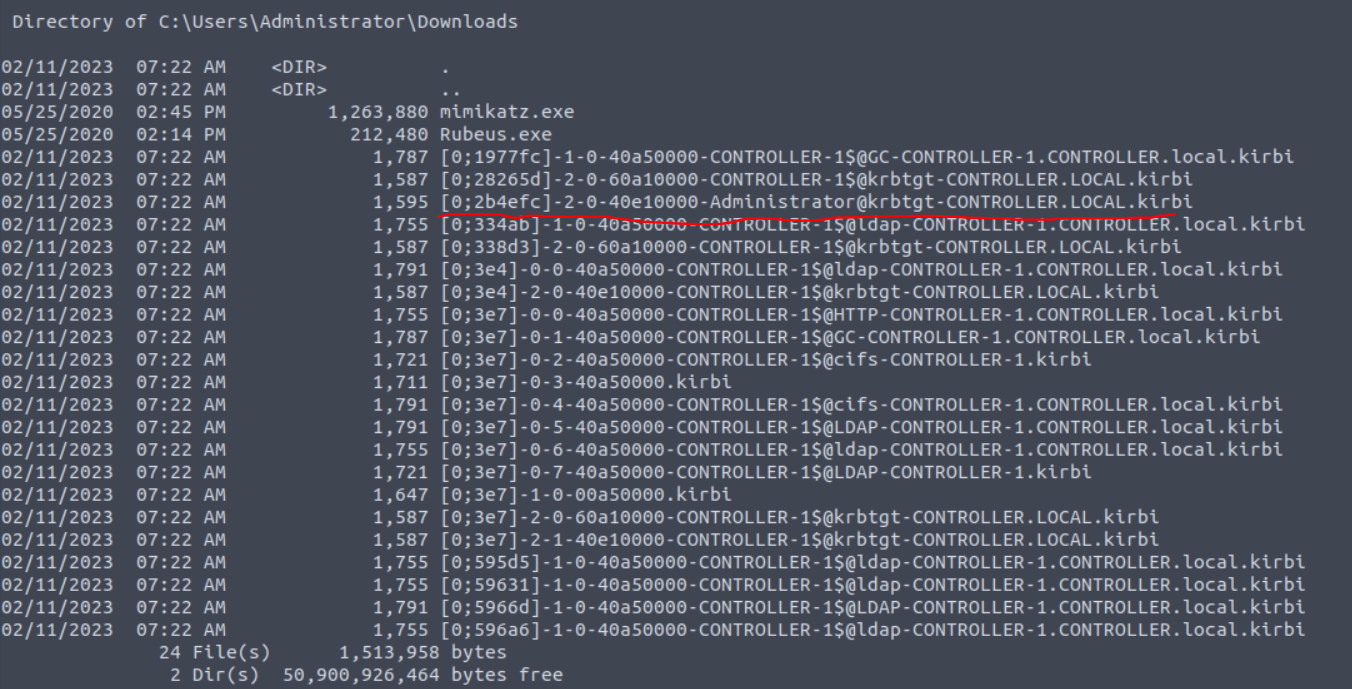 Directory of C:\Users\Administrator\Downloads
02/11/2023 07:22 AM <DIR> .
02/11/2023 07:22 AM <DIR> ..
05/25/2020 02:45 PM 1,263,880 mimikatz.exe
05/25/2020 02:14 PM 212,480 Rubeus.exe
02/11/2023 07:22 AM 1,787 [0;1977fc]-1-0-40a50000-CONTROLLER-1$@GC-CONTROLLER-1.CONTROLLER.local.kirbi
02/11/2023 07:22 AM 1,587 [0;28265d]-2-0-60a10000-CONTROLLER-1$@krbtgt-CONTROLLER.LOCAL.kirbi
02/11/2023 07:22 AM 1,595 [0;2b4efc]-2-0-40e10000-Administrator@krbtgt-CONTROLLER.LOCAL.kirbi
02/11/2023 07:22 AM 1,755 [0;334ab]-1-0-40a50000-CONTROLLER-1$@ldap-CONTROLLER-1.CONTROLLER.local.kirbi
02/11/2023 07:22 AM 1,587 [0;338d3]-2-0-60a10000-CONTROLLER-1$@krbtgt-CONTROLLER.LOCAL.kirbi
02/11/2023 07:22 AM 1,791 [0;3e4]-0-0-40a50000-CONTROLLER-1$@ldap-CONTROLLER-1.CONTROLLER.local.kirbi
02/11/2023 07:22 AM 1,587 [0;3e4]-2-0-40e10000-CONTROLLER-1$@krbtgt-CONTROLLER.LOCAL.kirbi
02/11/2023 07:22 AM 1,755 [0;3e7]-0-0-40a50000-CONTROLLER-1$@HTTP-CONTROLLER-1.CONTROLLER.local.kirbi
02/11/2023 07:22 AM 1,787 [0;3e7]-0-1-40a50000-CONTROLLER-1$@GC-CONTROLLER-1.CONTROLLER.local.kirbi
02/11/2023 07:22 AM 1,721 [0;3e7]-0-2-40a50000-CONTROLLER-1$@cifs-CONTROLLER-1.kirbi
02/11/2023 07:22 AM 1,711 [0;3e7]-0-3-40a50000.kirbi
02/11/2023 07:22 AM 1,791 [0;3e7]-0-4-40a50000-CONTROLLER-1$@cifs-CONTROLLER-1.CONTROLLER.local.kirbi
02/11/2023 07:22 AM 1,791 [0;3e7]-0-5-40a50000-CONTROLLER-1$@LDAP-CONTROLLER-1.CONTROLLER.local.kirbi
02/11/2023 07:22 AM 1,755 [0;3e7]-0-6-40a50000-CONTROLLER-1$@ldap-CONTROLLER-1.CONTROLLER.local.kirbi
02/11/2023 07:22 AM 1,721 [0;3e7]-0-7-40a50000-CONTROLLER-1$@LDAP-CONTROLLER-1.kirbi
02/11/2023 07:22 AM 1,647 [0;3e7]-1-0-00a50000.kirbi
02/11/2023 07:22 AM 1,587 [0;3e7]-2-0-60a10000-CONTROLLER-1$@krbtgt-CONTROLLER.LOCAL.kirbi
02/11/2023 07:22 AM 1,587 [0;3e7]-2-1-40e10000-CONTROLLER-1$@krbtgt-CONTROLLER.LOCAL.kirbi
02/11/2023 07:22 AM 1,755 [0;595d5]-1-0-40a50000-CONTROLLER-1$@ldap-CONTROLLER-1.CONTROLLER.local.kirbi
02/11/2023 07:22 AM 1,755 [0;59631]-1-0-40a50000-CONTROLLER-1$@ldap-CONTROLLER-1.CONTROLLER.local.kirbi
02/11/2023 07:22 AM 1,791 [0;5966d]-1-0-40a50000-CONTROLLER-1$@LDAP-CONTROLLER-1.CONTROLLER.local.kirbi
02/11/2023 07:22 AM 1,755 [0;596a6]-1-0-40a50000-CONTROLLER-1$@ldap-CONTROLLER-1.CONTROLLER.local.kirbi
24 File(s) 1,513,958 bytes
2 Dir(s) 50,900,926,464 bytes free